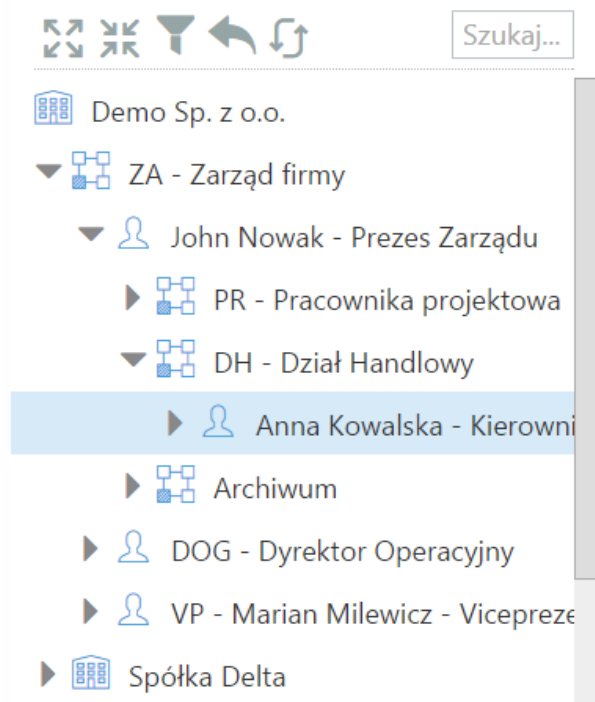 Szukaj...
Demo Sp. z o.o.
ZA - Zarząd firmy
John Nowak - Prezes Zarządu
PR - Pracownika projektowa
DH - Dział Handlowy
Anna Kowalska - Kierowni
Archiwum
DOG - Dyrektor Operacyjny
VP - Marian Milewicz - Vicepreze
Spółka Delta